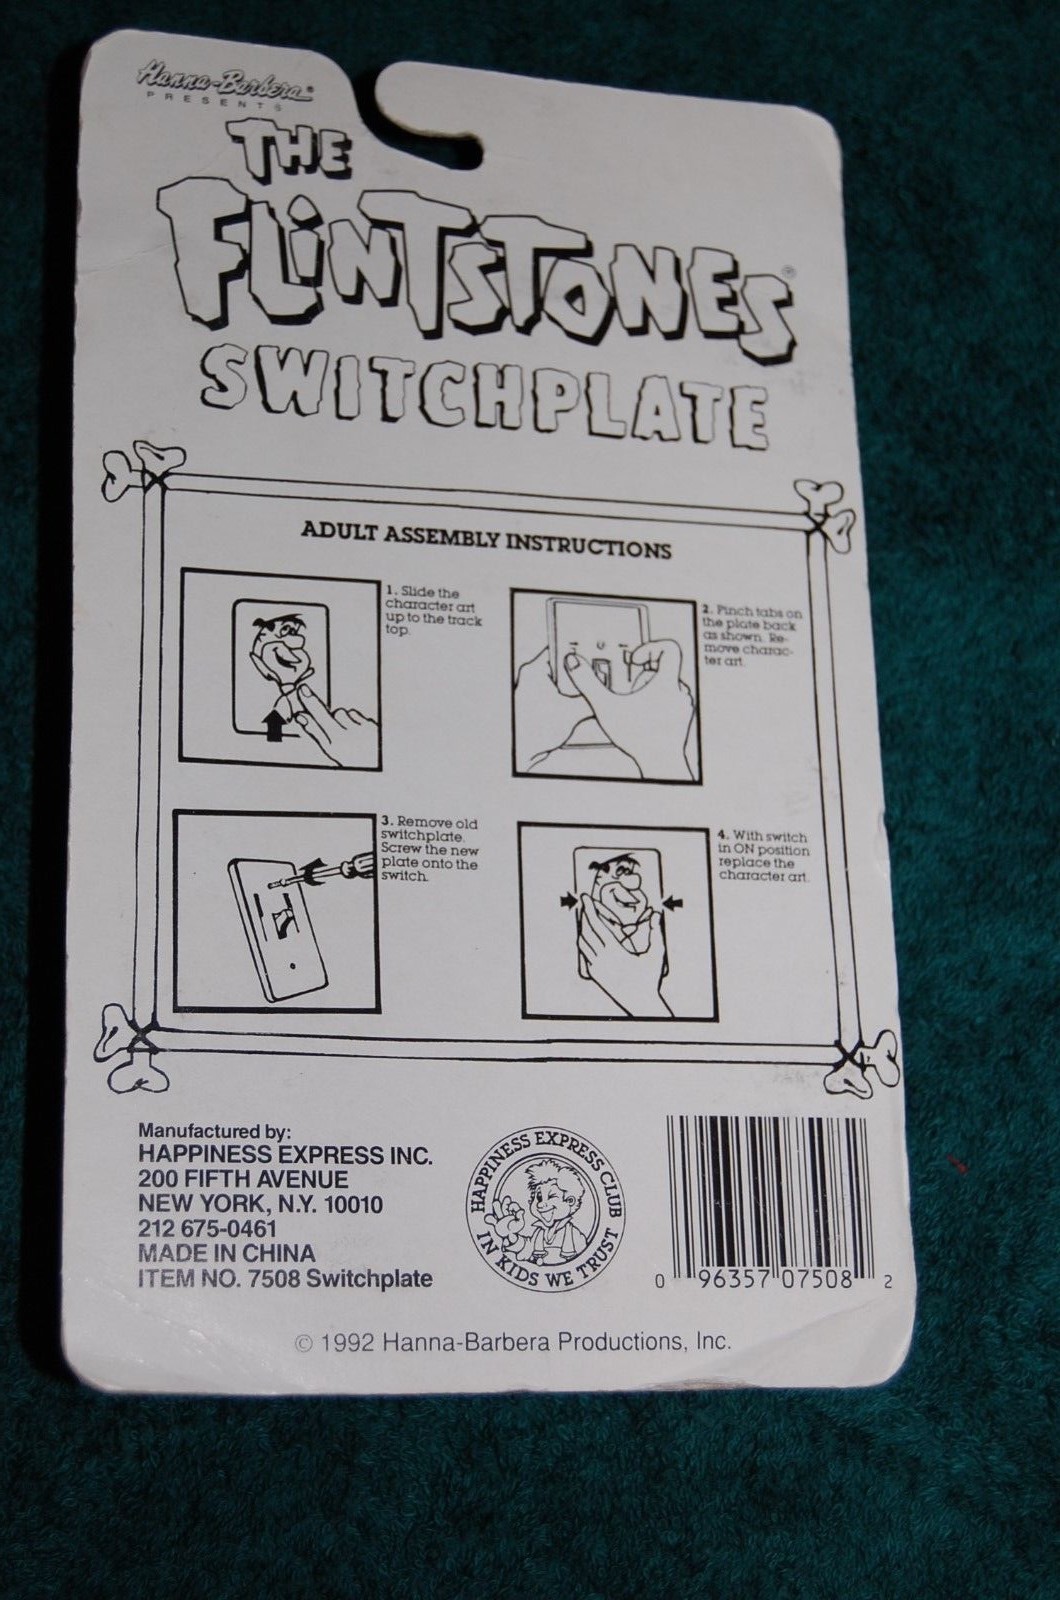 Hanna-Barbera®
PRESENTS
THE
FLINTSTONES®
SWITCHPLATE
ADULT ASSEMBLY INSTRUCTIONS
1. Slide the
character art
up to the track
top.
2. Pinch tabs on
the plate back
as shown. Re-
move charac-
ter art.
3. Remove old
switchplate.
Screw the new
plate onto the
switch.
4. With switch
in ON position
replace the
character art.
Manufactured by:
HAPPINESS EXPRESS INC.
200 FIFTH AVENUE
NEW YORK, N.Y. 10010
212 675-0461
MADE IN CHINA
ITEM NO. 7508 Switchplate
HAPPINESS EXPRESS CLUB
IN KIDS WE TRUST
0 96357 07508 2
© 1992 Hanna-Barbera Productions, Inc.